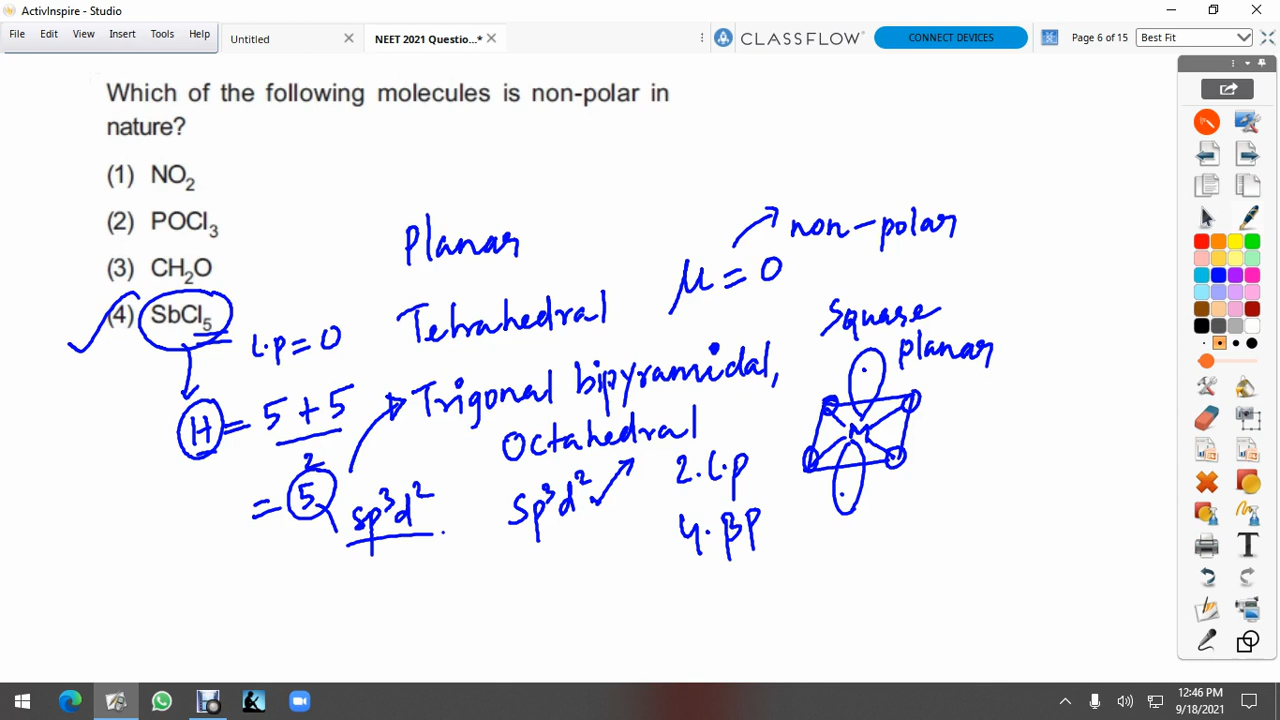 ActivInspire - Studio
File Edit View Insert Tools Help
Untitled
NEET 2021 Questio...*
CLASSFLOW
CONNECT DEVICES
Page 6 of 15
Best Fit
Which of the following molecules is non-polar in
nature?
(1) NO₂
(2) POCl₃
(3) CH₂O
(4) SbCl₅
L.p = 0
H = 5 + 5
2
= 5
sp³d²
Planar
Tetrahedral
Trigonal bipyramidal,
Octahedral
sp³d²
μ = 0
non-polar
2. L.p
4. BP
Square
planar
M
12:46 PM
9/18/2021